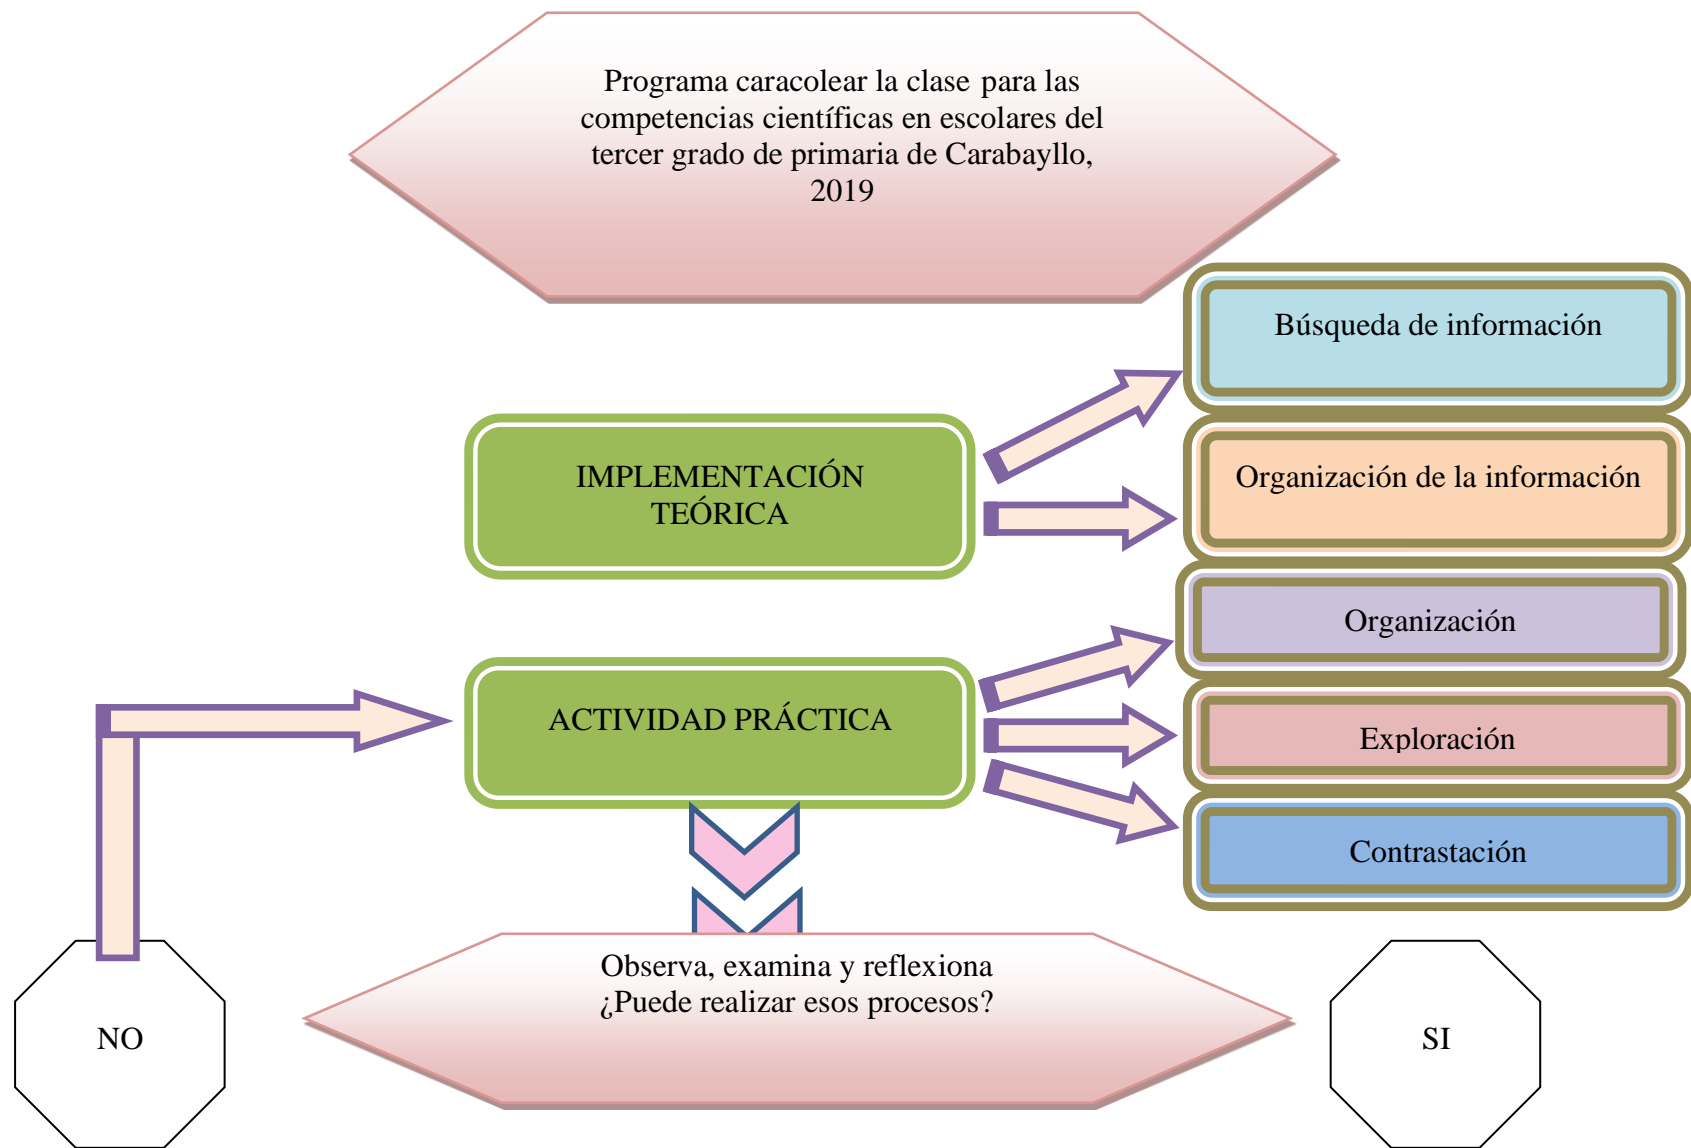 Programa caracolear la clase para las
competencias científicas en escolares del
tercer grado de primaria de Carabayllo,
2019
Búsqueda de información
IMPLEMENTACIÓN
TEÓRICA
Organización de la información
Organización
ACTIVIDAD PRÁCTICA
Exploración
Contrastación
Observa, examina y reflexiona
¿Puede realizar esos procesos?
NO
SI